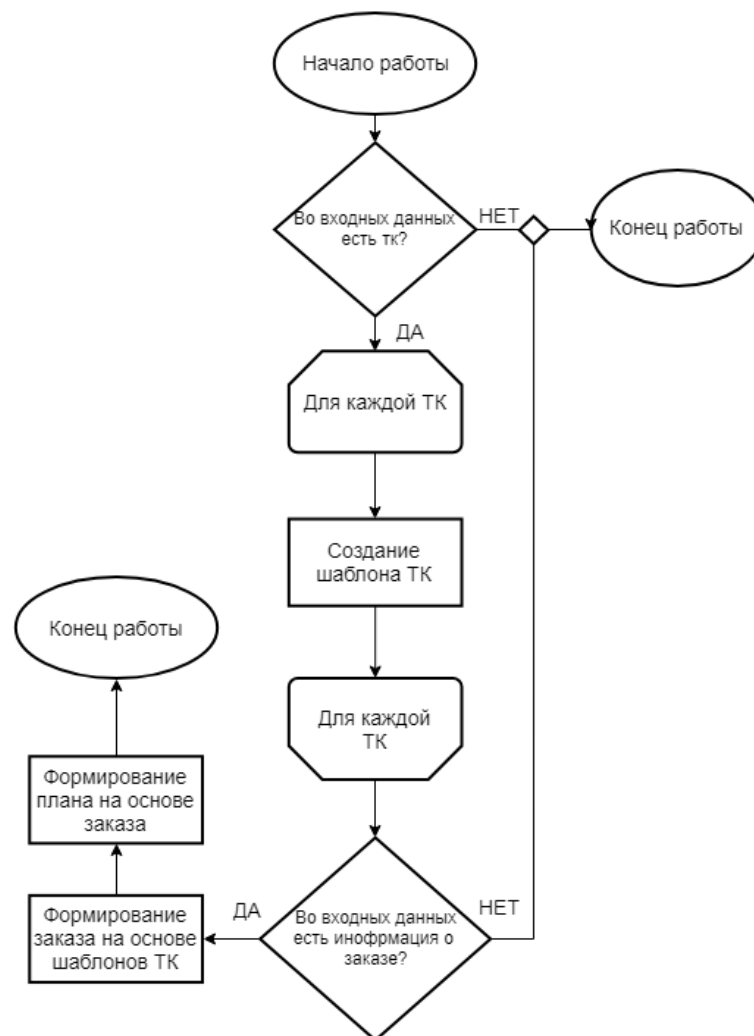 Начало работы
Во входных данных
есть тк?
НЕТ
Конец работы
ДА
Для каждой ТК
Создание
шаблона ТК
Конец работы
Для каждой
ТК
Формирование
плана на основе
заказа
Формирование
заказа на основе
шаблонов ТК
ДА
Во входных данных
есть инофрмация о
заказе?
НЕТ